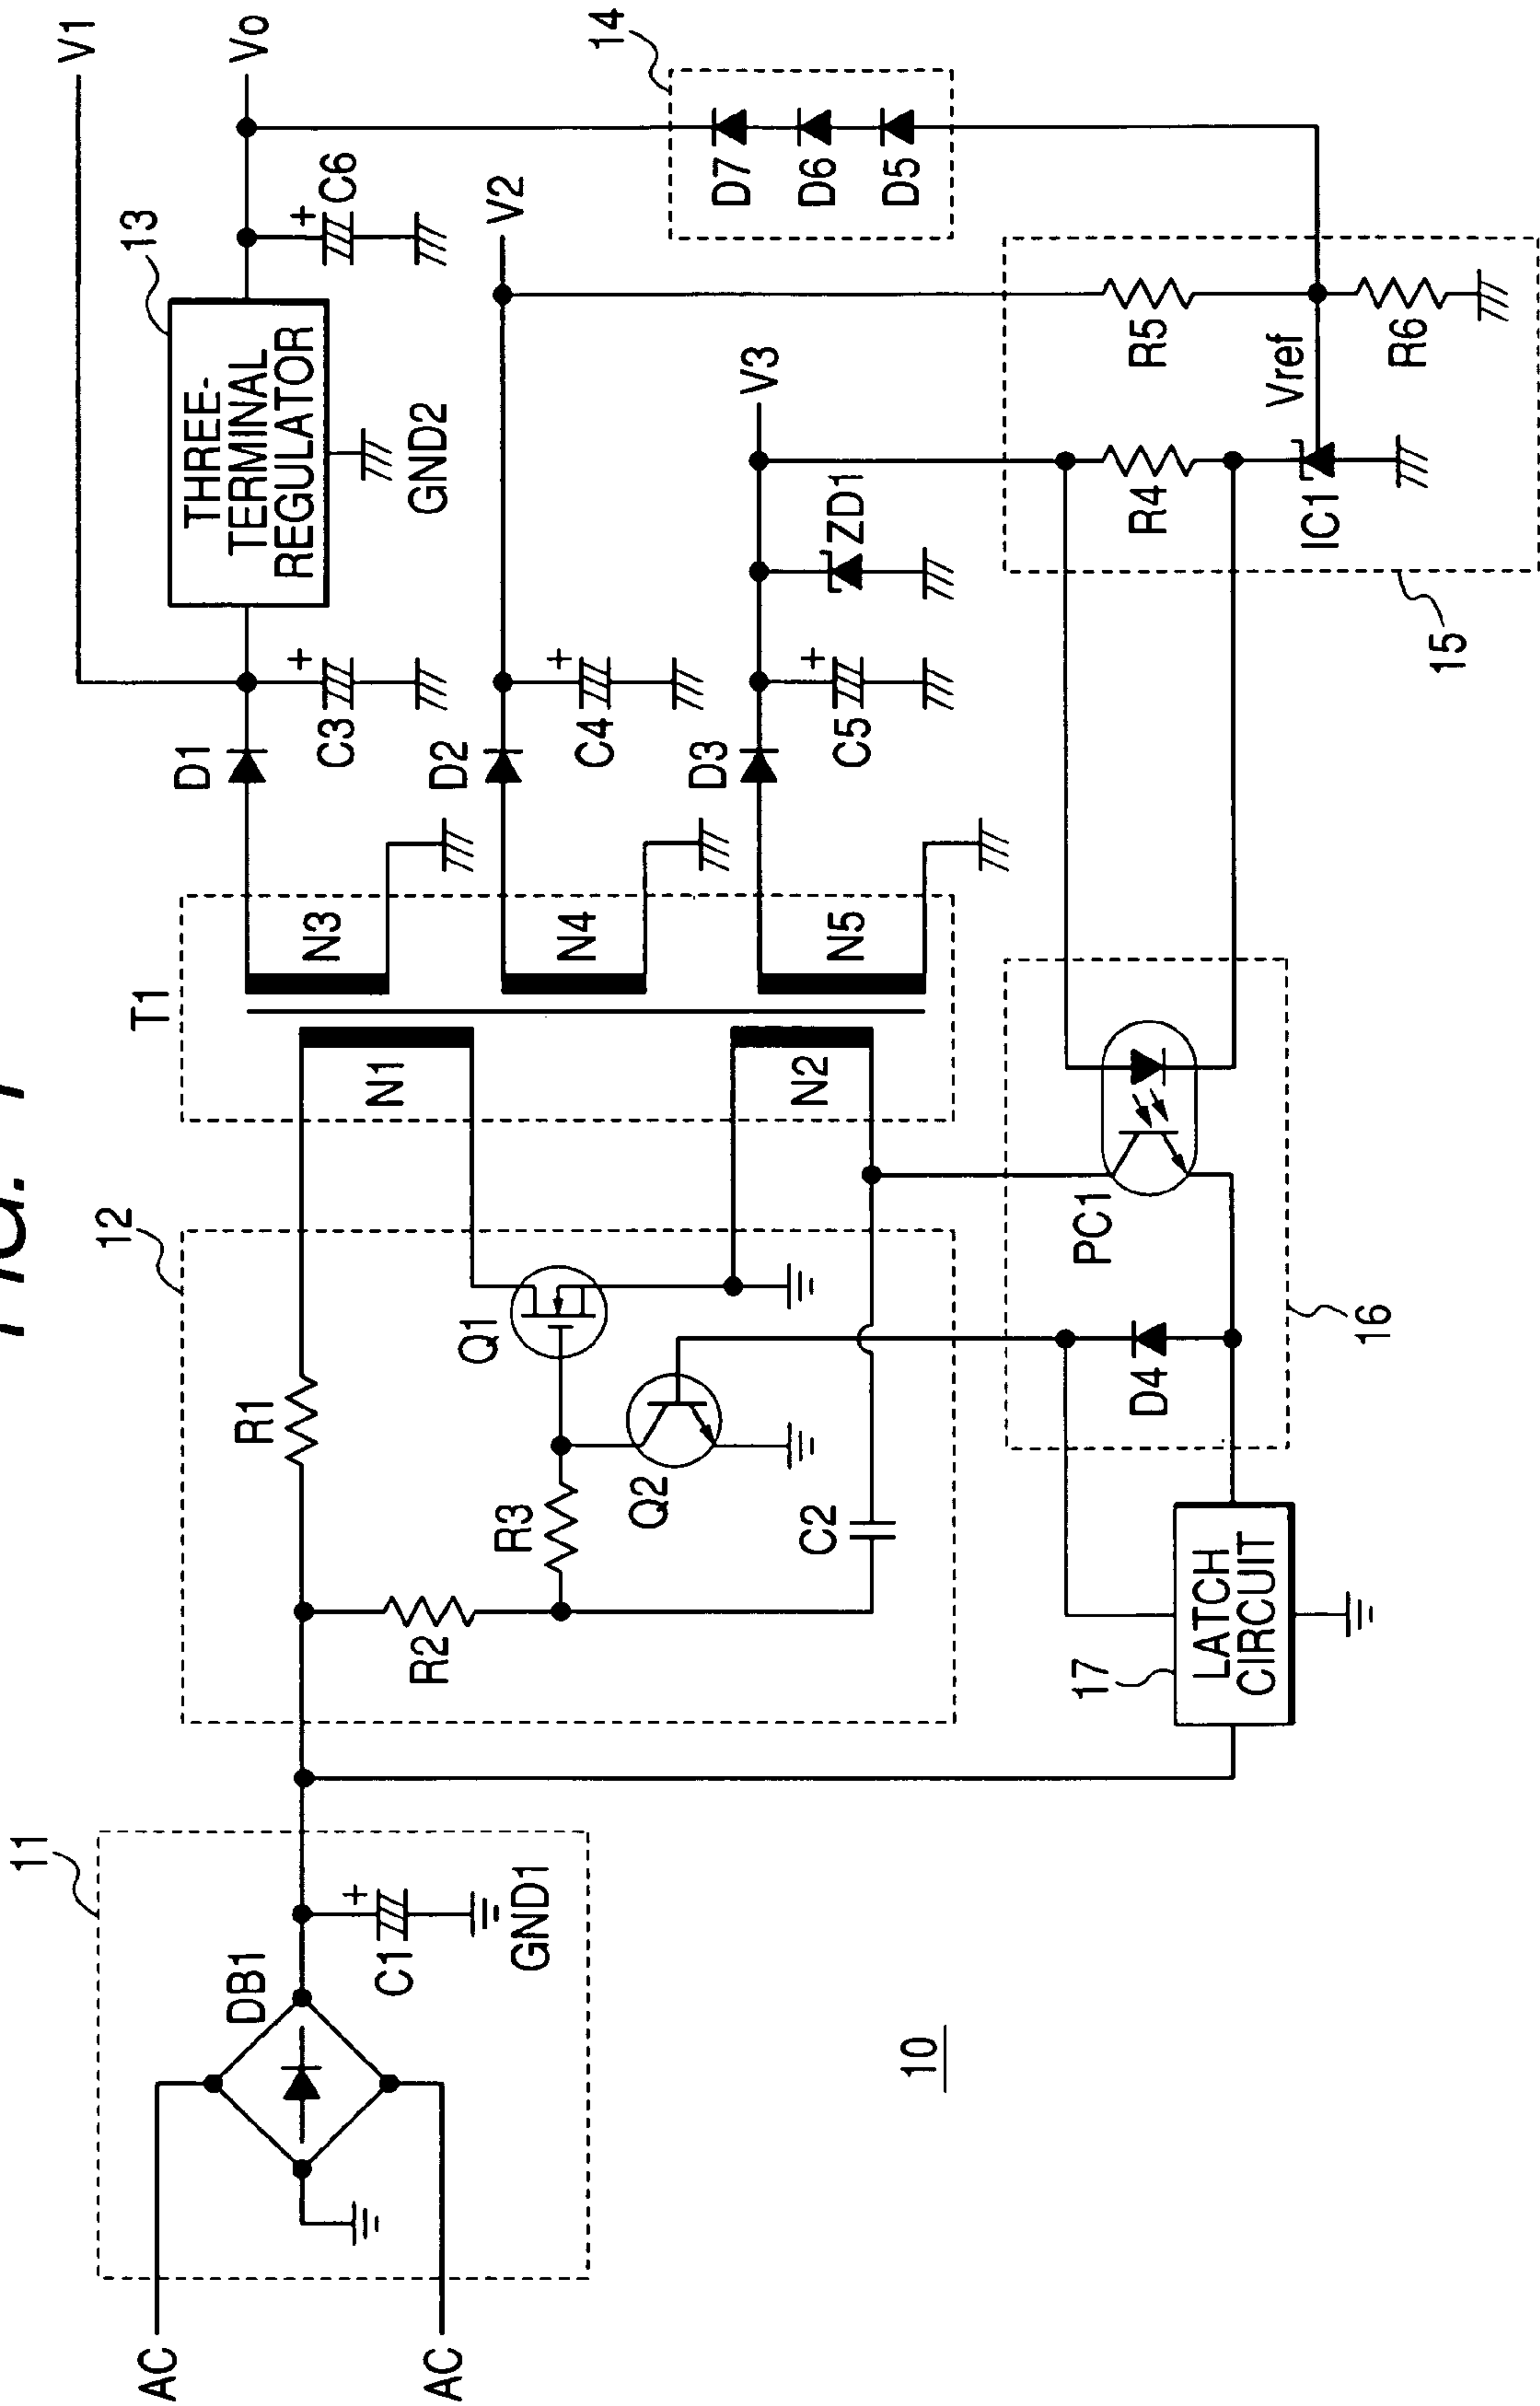 FIG. 1
V1
Vo
14
13
THREE-
TERMINAL
REGULATOR
GND2
C6
D7
D6
D5
V2
V3
D1
C3
D2
C4
D3
C5
ZD1
R5
Vref
R6
R4
IC1
15
T1
N3
N4
N5
N1
N2
12
R1
Q1
Q2
R3
R2
C2
PC1
D4
16
17
LATCH
CIRCUIT
11
DB1
C1
GND1
AC
AC
10